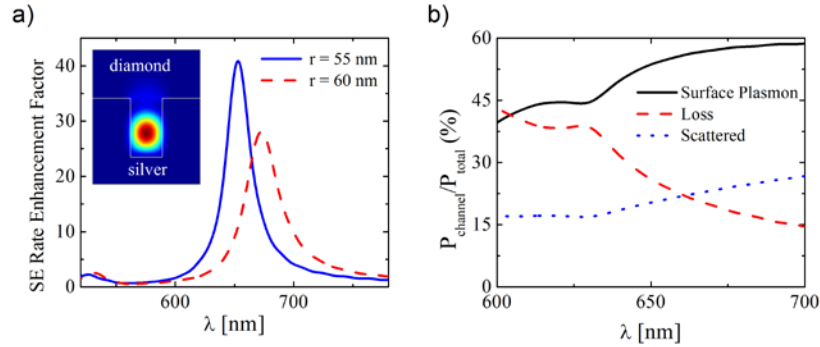 a)
SE Rate Enhancement Factor
40
30
20
10
0
600
700
λ [nm]
diamond
silver
r = 55 nm
r = 60 nm
b)
P_channel/P_total (%)
60
45
30
15
0
600
650
700
λ [nm]
Surface Plasmon
Loss
Scattered